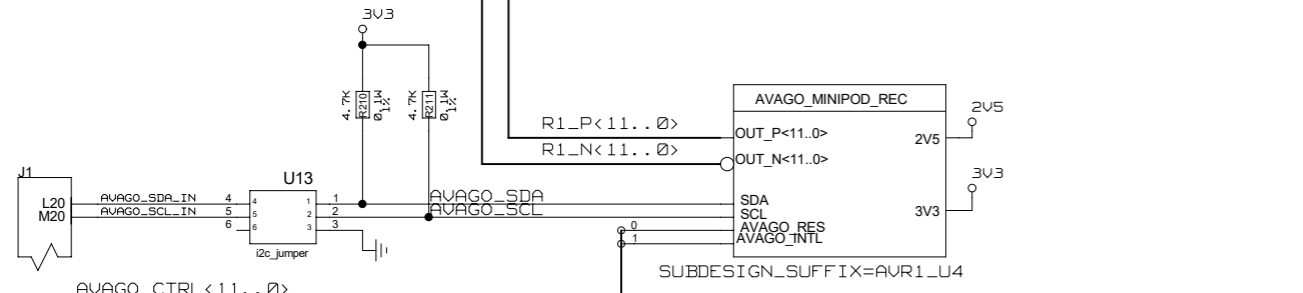 3V3
4.7K
R210
0.1W
1%
4.7K
R211
0.1W
1%
AVAGO_MINIPOD_REC
R1_P<11..0>
OUT_P<11..0>
2V5
2V5
R1_N<11..0>
OUT_N<11..0>
3V3
3V3
J1
L20
M20
AVAGO_SDA_IN
AVAGO_SCL_IN
U13
4
5
6
4
5
6
1
2
3
1
2
3
i2c_jumper
AVAGO_SDA
AVAGO_SCL
SDA
SCL
0
AVAGO_RES
1
AVAGO_INTL
SUBDESIGN_SUFFIX=AVR1_U4
AVAGO_CTRL<11..0>